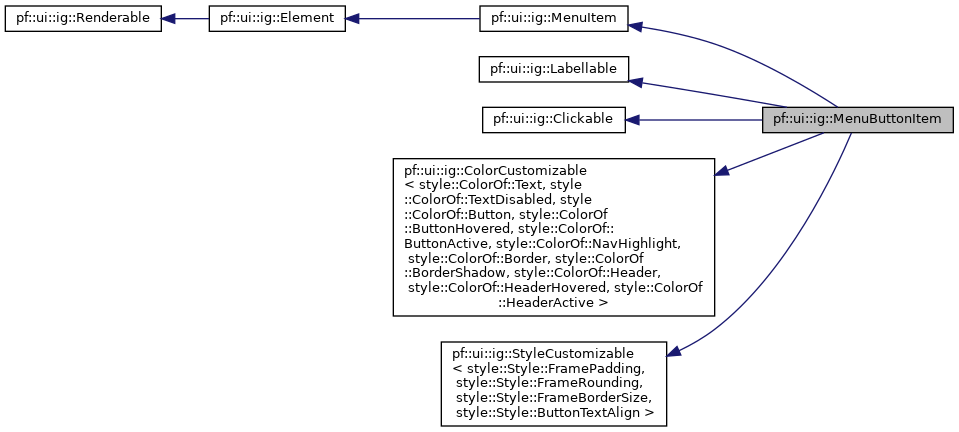 pf::ui::ig::Renderable
pf::ui::ig::Element
pf::ui::ig::MenuItem
pf::ui::ig::Labellable
pf::ui::ig::Clickable
pf::ui::ig::MenuButtonItem
pf::ui::ig::ColorCustomizable
< style::ColorOf::Text, style
::ColorOf::TextDisabled, style
::ColorOf::Button, style::ColorOf
::ButtonHovered, style::ColorOf::
ButtonActive, style::ColorOf::NavHighlight,
style::ColorOf::Border, style::ColorOf
::BorderShadow, style::ColorOf::Header,
style::ColorOf::HeaderHovered, style::ColorOf
::HeaderActive >
pf::ui::ig::StyleCustomizable
< style::Style::FramePadding,
style::Style::FrameRounding,
style::Style::FrameBorderSize,
style::Style::ButtonTextAlign >